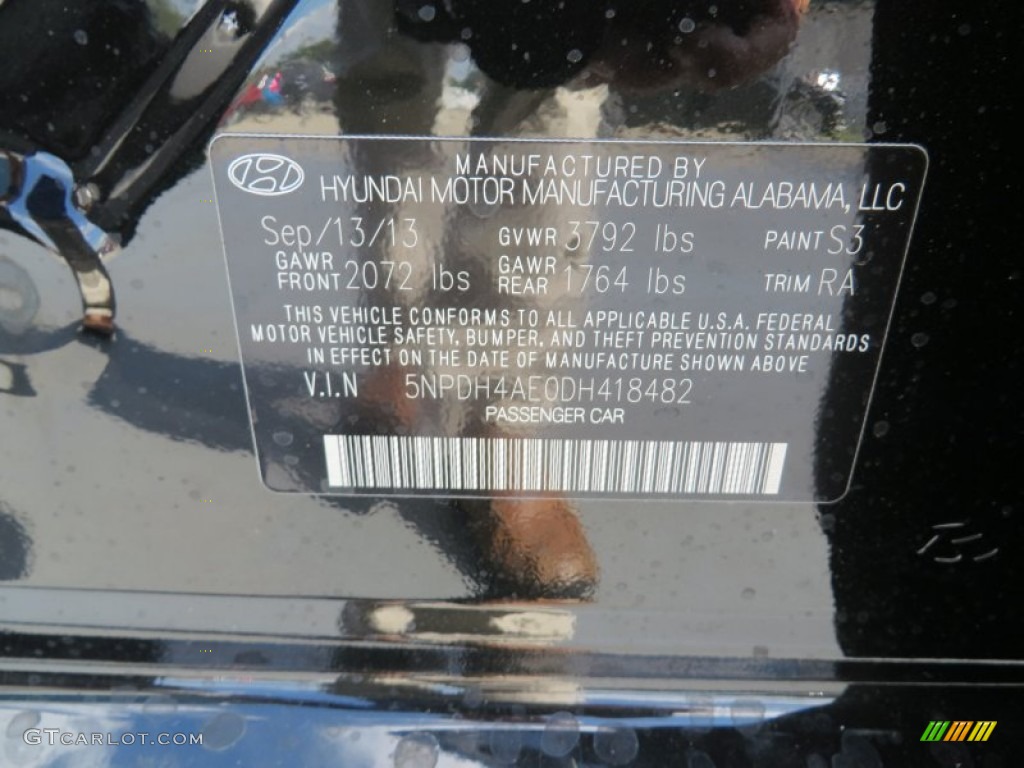 MANUFACTURED BY
HYUNDAI MOTOR MANUFACTURING ALABAMA, LLC
Sep/13/13 GVWR 3792 lbs PAINT S3
GAWR FRONT 2072 lbs GAWR REAR 1764 lbs TRIM RA
THIS VEHICLE CONFORMS TO ALL APPLICABLE U.S.A. FEDERAL
MOTOR VEHICLE SAFETY, BUMPER, AND THEFT PREVENTION STANDARDS
IN EFFECT ON THE DATE OF MANUFACTURE SHOWN ABOVE
V.I.N 5NPDH4AE0DH418482
PASSENGER CAR
GTCARLOT.COM